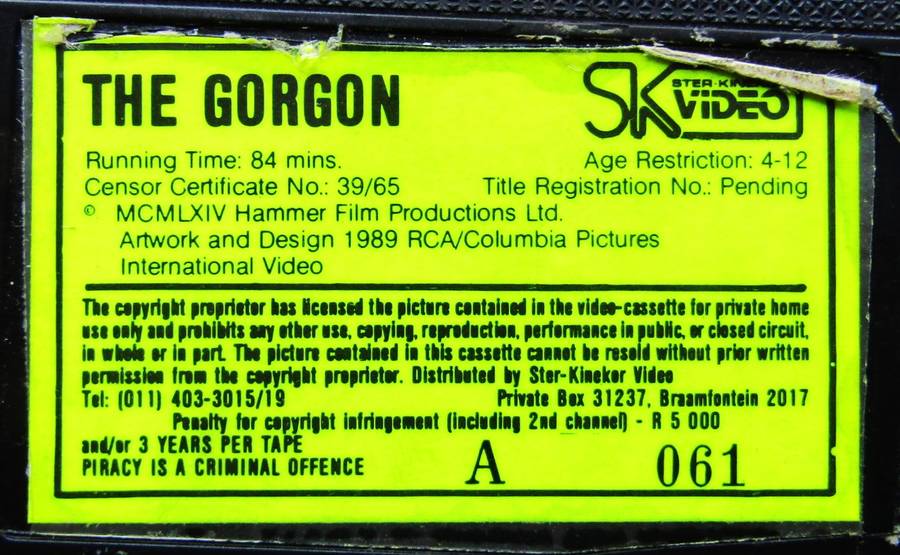 THE GORGON
SK STER-KIN VIDEO
Running Time: 84 mins. Age Restriction: 4-12
Censor Certificate No.: 39/65 Title Registration No.: Pending
© MCMLXIV Hammer Film Productions Ltd.
Artwork and Design 1989 RCA/Columbia Pictures
International Video
The copyright proprietor has licensed the picture contained in the video-cassette for private home
use only and prohibits any other use, copying, reproduction, performance in public, or closed circuit,
in whole or in part. The picture contained in this cassette cannot be resold without prior written
permission from the copyright proprietor. Distributed by Ster-Kinekor Video
Tel: (011) 403-3015/19 Private Box 31237, Braamfontein 2017
Penalty for copyright infringement (including 2nd channel) - R 5 000
and/or 3 YEARS PER TAPE
PIRACY IS A CRIMINAL OFFENCE
A 061